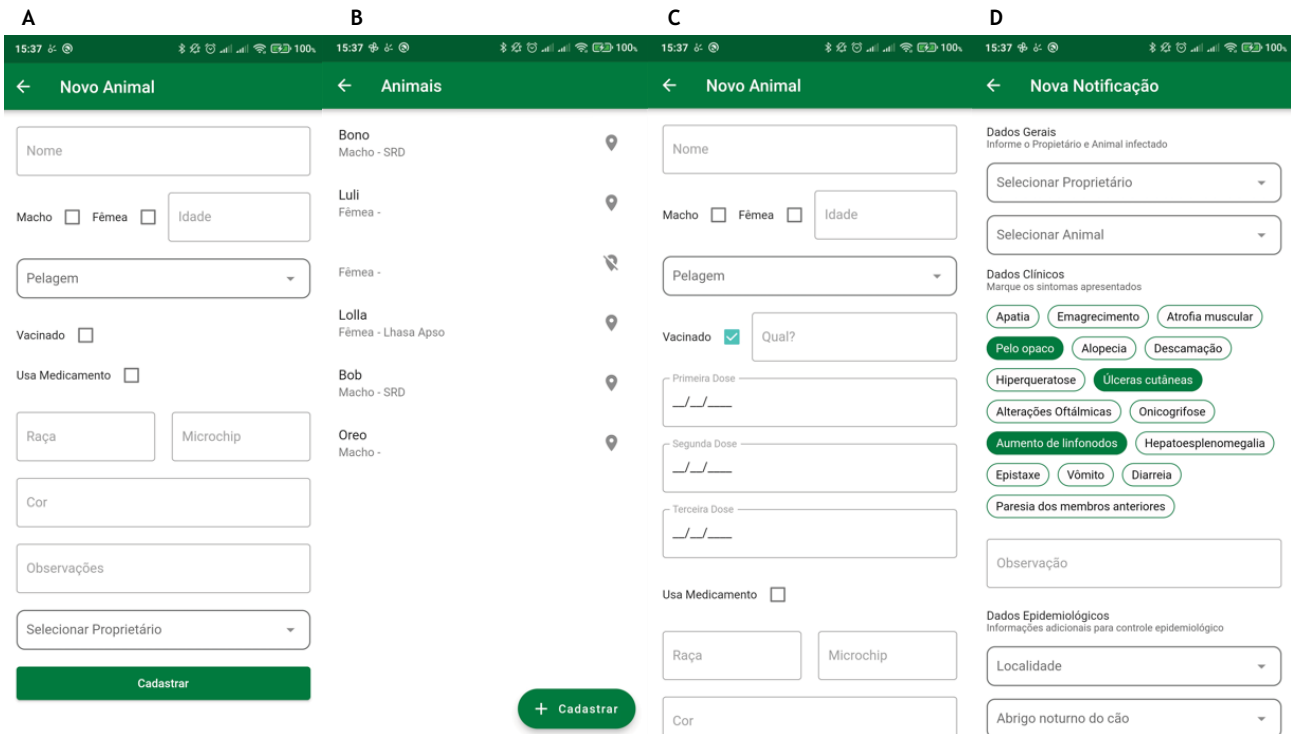 A
15:37 100%
Novo Animal
Nome
Macho Fêmea Idade
Pelagem
Vacinado
Usa Medicamento
Raça Microchip
Cor
Observações
Selecionar Proprietário
Cadastrar
B
15:37 100%
Animais
Bono
Macho - SRD
Luli
Fêmea -
Fêmea -
Lolla
Fêmea - Lhasa Apso
Bob
Macho - SRD
Oreo
Macho -
+ Cadastrar
C
15:37 100%
Novo Animal
Nome
Macho Fêmea Idade
Pelagem
Vacinado Qual?
Primeira Dose
__/__/____
Segunda Dose
__/__/____
Terceira Dose
__/__/____
Usa Medicamento
Raça Microchip
Cor
D
15:37 100%
Nova Notificação
Dados Gerais
Informe o Propietário e Animal infectado
Selecionar Proprietário
Selecionar Animal
Dados Clínicos
Marque os sintomas apresentados
Apatia Emagrecimento Atrofia muscular
Pelo opaco Alopecia Descamação
Hiperqueratose Úlceras cutâneas
Alterações Oftálmicas Onicogrifose
Aumento de linfonodos Hepatoesplenomegalia
Epistaxe Vômito Diarreia
Paresia dos membros anteriores
Observação
Dados Epidemiológicos
Informações adicionais para controle epidemiológico
Localidade
Abrigo noturno do cão